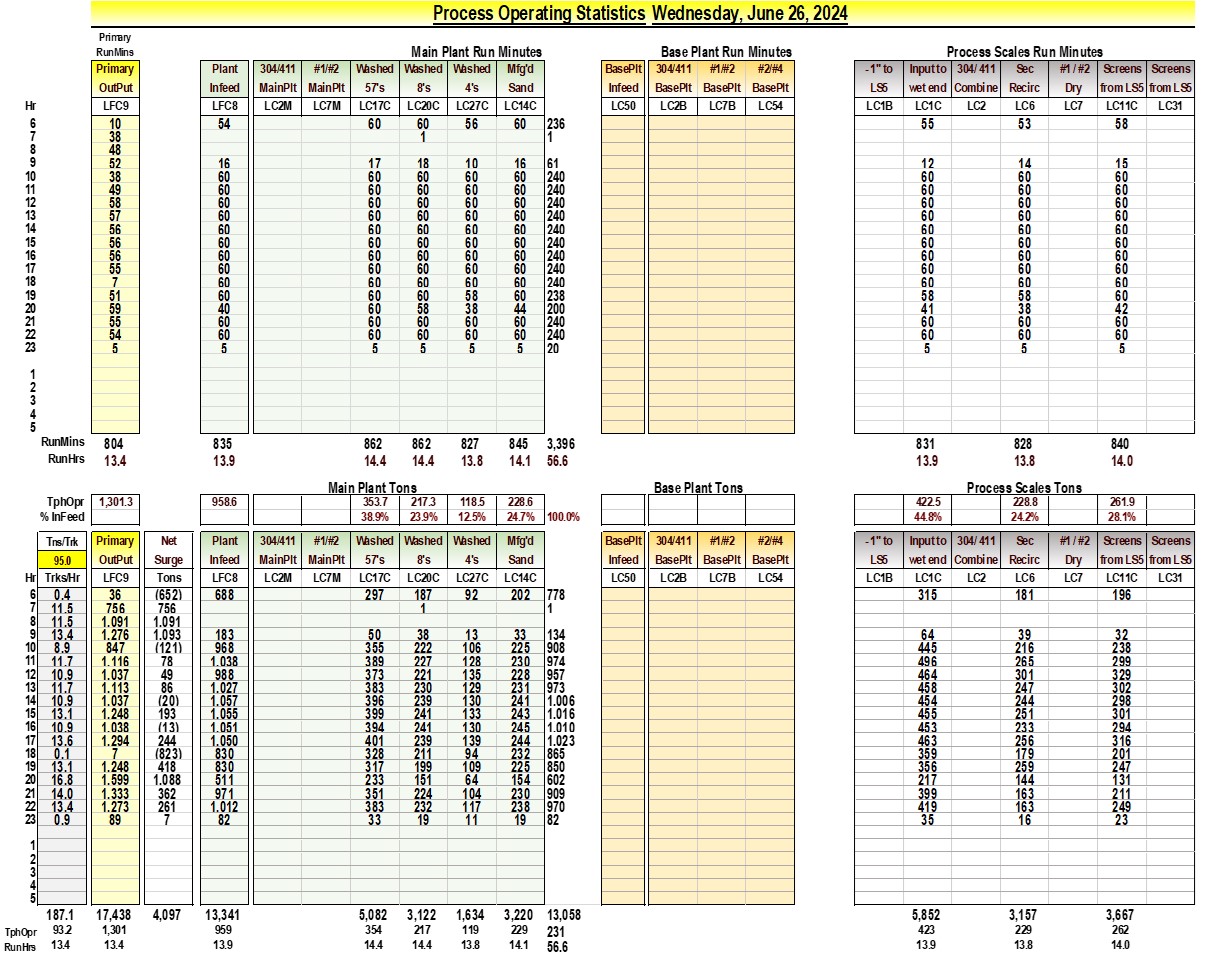 Process Operating Statistics Wednesday, June 26, 2024
Primary
RunMins Main Plant Run Minutes Base Plant Run Minutes Process Scales Run Minutes
Primary Plant 304/411 #1/#2 Washed Washed Washed Mfg'd BasePlt 304/411 #1/#2 #2/#4 -1" to Input to 304/ 411 Sec #1 / #2 Screens Screens
OutPut Infeed MainPlt MainPlt 57's 8's 4's Sand Infeed BasePlt BasePlt BasePlt LS5 wet end Combine Recirc Dry from LS5 from LS5
Hr LFC9 LFC8 LC2M LC7M LC17C LC20C LC27C LC14C LC50 LC2B LC7B LC54 LC1B LC1C LC2 LC6 LC7 LC11C LC31
6 10 54 60 60 56 60 236 55 53 58
7 38 1 1
8 48
9 52 16 17 18 10 16 61 12 14 15
10 38 60 60 60 60 60 240 60 60 60
11 49 60 60 60 60 60 240 60 60 60
12 58 60 60 60 60 60 240 60 60 60
13 57 60 60 60 60 60 240 60 60 60
14 56 60 60 60 60 60 240 60 60 60
15 56 60 60 60 60 60 240 60 60 60
16 56 60 60 60 60 60 240 60 60 60
17 55 60 60 60 60 60 240 60 60 60
18 7 60 60 60 60 60 240 60 60 60
19 51 60 60 60 58 60 238 58 58 60
20 59 40 60 58 38 44 200 41 38 42
21 55 60 60 60 60 60 240 60 60 60
22 54 60 60 60 60 60 240 60 60 60
23 5 5 5 5 5 5 20 5 5 5
1
2
3
4
5
RunMins 804 835 862 862 827 845 3,396 831 828 840
RunHrs 13.4 13.9 14.4 14.4 13.8 14.1 56.6 13.9 13.8 14.0
Main Plant Tons Base Plant Tons Process Scales Tons
TphOpr 1,301.3 958.6 353.7 217.3 118.5 228.6 422.5 228.8 261.9
% InFeed 38.9% 23.9% 12.5% 24.7% 100.0% 44.8% 24.2% 28.1%
Tns/Trk Primary Net Plant 304/411 #1/#2 Washed Washed Washed Mfg'd BasePlt 304/411 #1/#2 #2/#4 -1" to Input to 304/ 411 Sec #1 / #2 Screens Screens
95.0 OutPut Surge Infeed MainPlt MainPlt 57's 8's 4's Sand Infeed BasePlt BasePlt BasePlt LS5 wet end Combine Recirc Dry from LS5 from LS5
Hr Trks/Hr LFC9 Tons LFC8 LC2M LC7M LC17C LC20C LC27C LC14C LC50 LC2B LC7B LC54 LC1B LC1C LC2 LC6 LC7 LC11C LC31
6 0.4 36 (652) 688 297 187 92 202 778 315 181 196
7 11.5 756 756 1 1
8 11.5 1,091 1,091
9 13.4 1,276 1,093 183 50 38 13 33 134 64 39 32
10 8.9 847 (121) 968 355 222 106 225 908 445 216 238
11 11.7 1,116 78 1,038 389 227 128 230 974 496 265 299
12 10.9 1,037 49 988 373 221 135 228 957 464 301 329
13 11.7 1,113 86 1,027 383 230 129 231 973 458 247 302
14 10.9 1,037 (20) 1,057 396 239 130 241 1,006 454 244 298
15 13.1 1,248 193 1,055 399 241 133 243 1,016 455 251 301
16 10.9 1,038 (13) 1,051 394 241 130 245 1,010 453 233 294
17 13.6 1,294 244 1,050 401 239 139 244 1,023 463 256 316
18 0.1 7 (823) 830 328 211 94 232 865 359 179 201
19 13.1 1,248 418 830 317 199 109 225 850 356 259 247
20 16.8 1,599 1,088 511 233 151 64 154 602 217 144 131
21 14.0 1,333 362 971 351 224 104 230 909 399 163 211
22 13.4 1,273 261 1,012 383 232 117 238 970 419 163 249
23 0.9 89 7 82 33 19 11 19 82 35 16 23
1
2
3
4
5
187.1 17,438 4,097 13,341 5,082 3,122 1,634 3,220 13,058 5,852 3,157 3,667
TphOpr 93.2 1,301 959 354 217 119 229 231 423 229 262
RunHrs 13.4 13.4 13.9 14.4 14.4 13.8 14.1 56.6 13.9 13.8 14.0